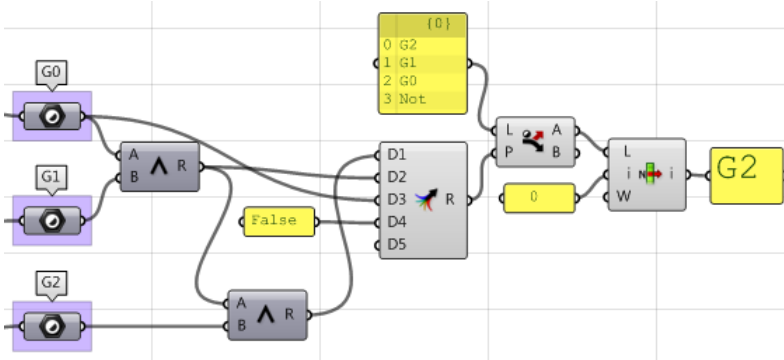 {0}
0 G2
1 G1
2 G0
3 Not
G0
A
B
R
G1
D1
D2
D3
D4
D5
R
False
L
P
A
B
0
L
i
W
N
i
G2
G2
A
B
R